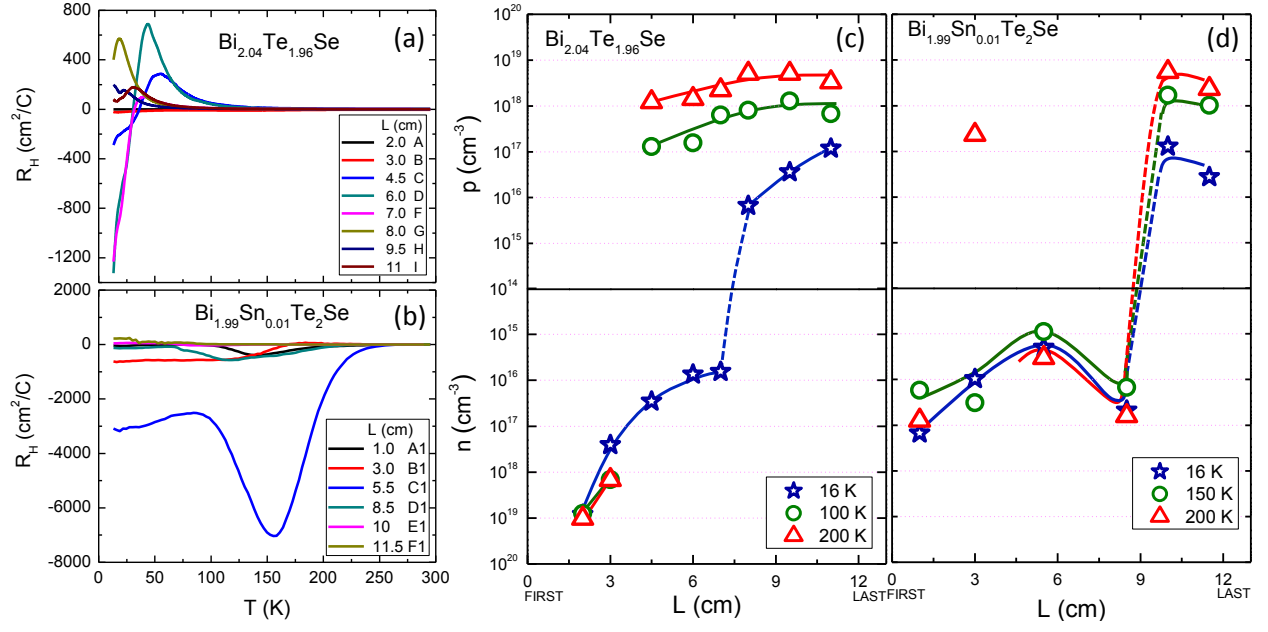 (a)
Bi2.04Te1.96Se
800
400
0
-400
-800
-1200
RH (cm²/C)
L (cm)
2.0 A
3.0 B
4.5 C
6.0 D
7.0 F
8.0 G
9.5 H
11 I
(b)
Bi1.99Sn0.01Te2Se
2000
0
-2000
-4000
-6000
-8000
RH (cm²/C)
L (cm)
1.0 A1
3.0 B1
5.5 C1
8.5 D1
10 E1
11.5 F1
0 50 100 150 200 250 300
T (K)
Bi2.04Te1.96Se
(c)
10²⁰
10¹⁹
10¹⁸
10¹⁷
10¹⁶
10¹⁵
10¹⁴
p (cm⁻³)
10¹⁵
10¹⁶
10¹⁷
10¹⁸
10¹⁹
10²⁰
n (cm⁻³)
16 K
100 K
200 K
0 3 6 9 12
FIRST LAST
L (cm)
Bi1.99Sn0.01Te2Se
(d)
16 K
150 K
200 K
0 3 6 9 12
FIRST LAST
L (cm)